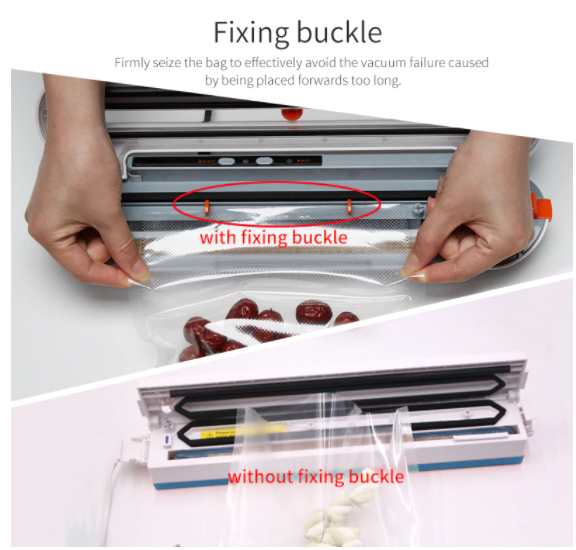 Fixing buckle
Firmly seize the bag to effectively avoid the vacuum failure caused
by being placed forwards too long.
with fixing buckle
without fixing buckle